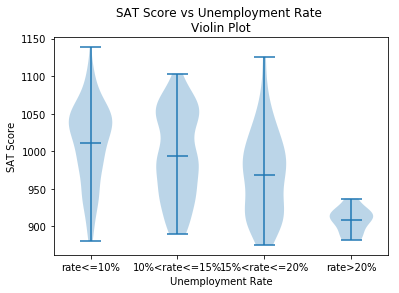 SAT Score vs Unemployment Rate
Violin Plot
1150
1100
1050
1000
950
900
SAT Score
rate<=10% 10%<rate<=15% 15%<rate<=20% rate>20%
Unemployment Rate